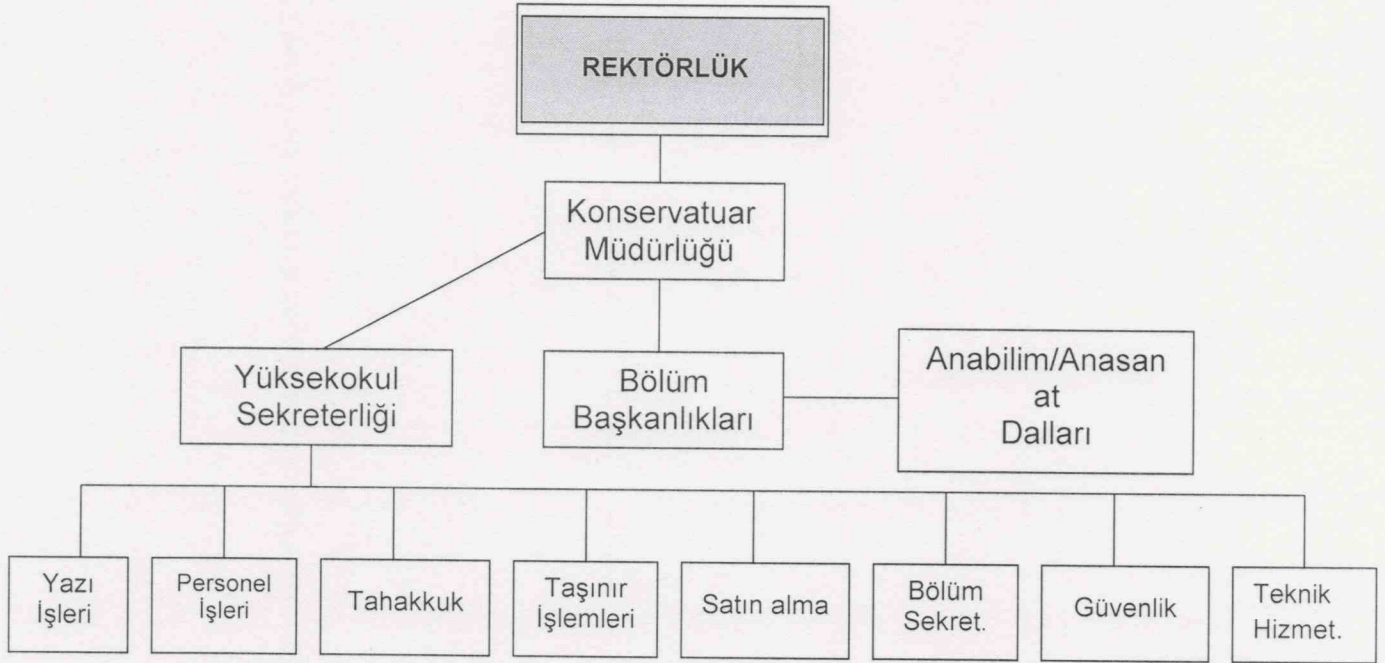 REKTÖRLÜK
Konservatuar
Müdürlüğü
Yüksekokul
Sekreterliği
Bölüm
Başkanlıkları
Anabilim/Anasan
at
Dalları
Yazı
İşleri
Personel
İşleri
Tahakkuk
Taşınır
İşlemleri
Satın alma
Bölüm
Sekret.
Güvenlik
Teknik
Hizmet.